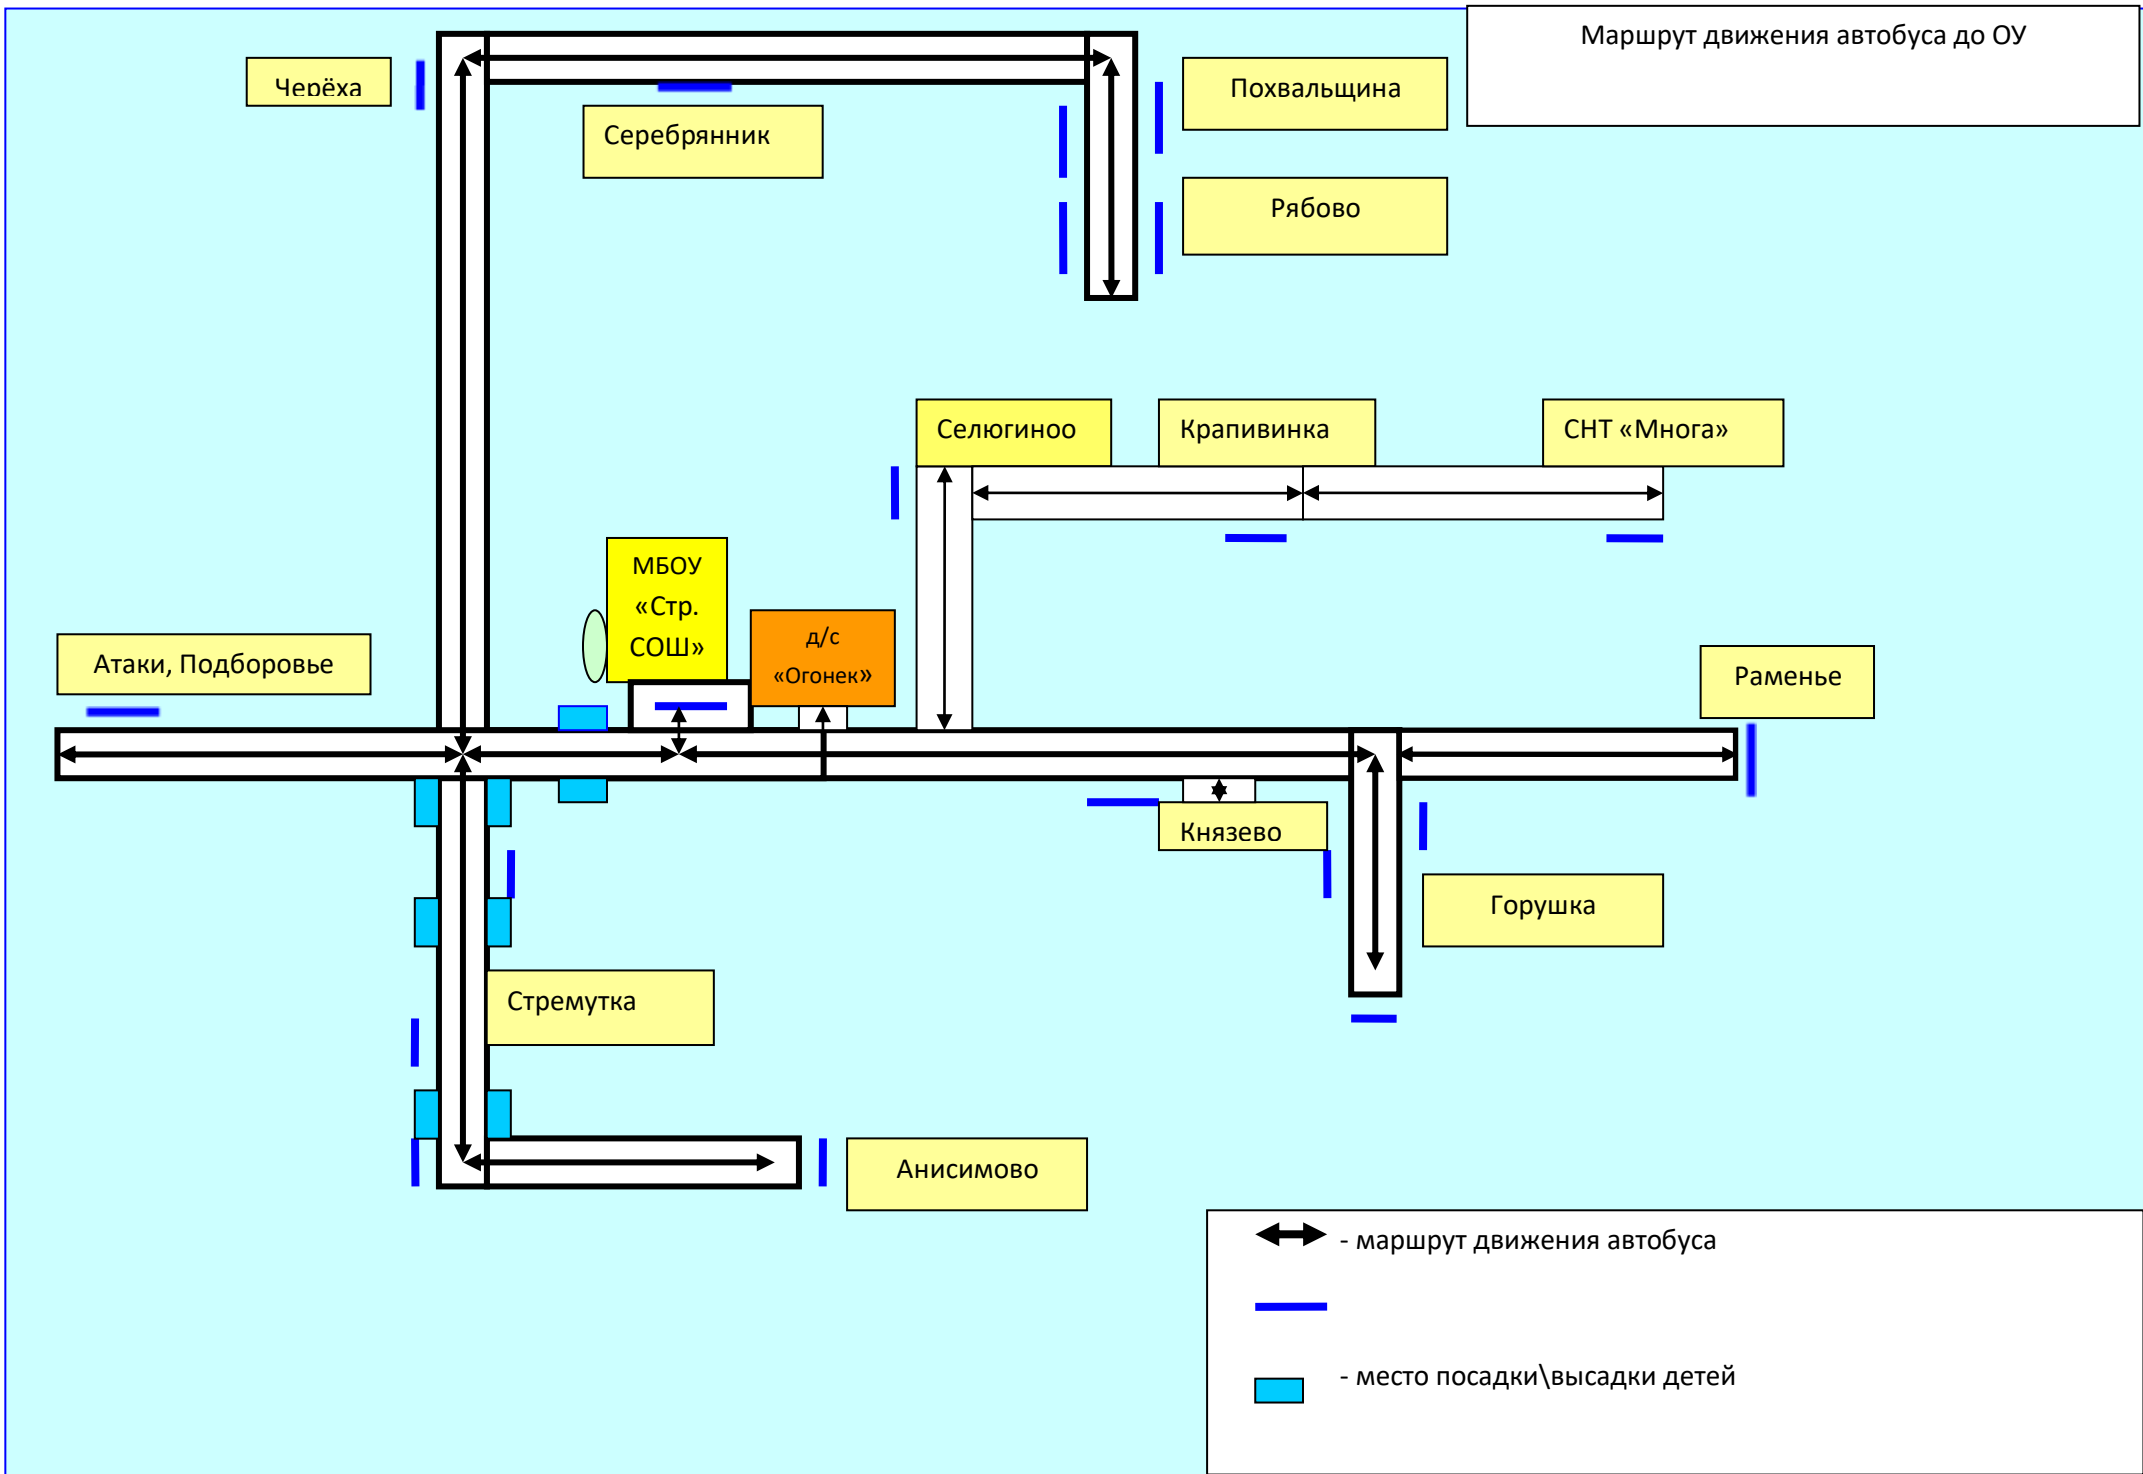 Маршрут движения автобуса до ОУ
Черёха
Похвальщина
Серебрянник
Рябово
Селюгиноо
Крапивинка
СНТ «Многа»
МБОУ
«Стр.
СОШ»
д/с
«Огонек»
Атаки, Подборовье
Раменье
Князево
Горушка
Стремутка
Анисимово
- маршрут движения автобуса
- место посадки\высадки детей